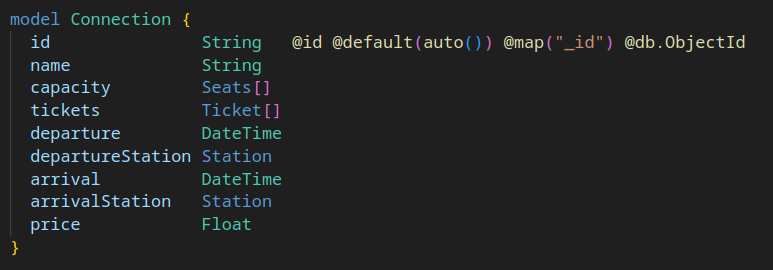 model Connection {
  id               String   @id @default(auto()) @map("_id") @db.ObjectId
  name             String
  capacity         Seats[]
  tickets          Ticket[]
  departure        DateTime
  departureStation Station
  arrival          DateTime
  arrivalStation   Station
  price            Float
}